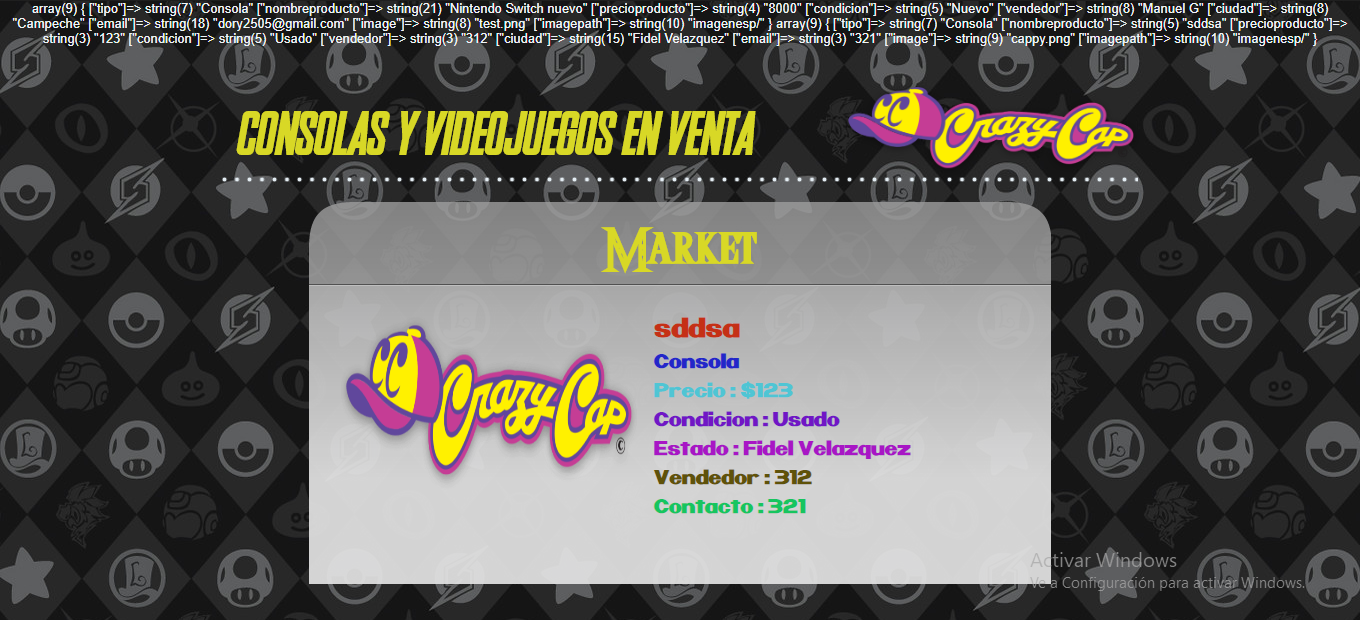 array(9) { ["tipo"]=> string(7) "Consola" ["nombreproducto"]=> string(21) "Nintendo Switch nuevo" ["precioproducto"]=> string(4) "8000" ["condicion"]=> string(5) "Nuevo" ["vendedor"]=> string(8) "Manuel G" ["ciudad"]=> string(8)
"Campeche" ["email"]=> string(18) "dory2505@gmail.com" ["image"]=> string(8) "test.png" ["imagepath"]=> string(10) "imagenesp/" } array(9) { ["tipo"]=> string(7) "Consola" ["nombreproducto"]=> string(5) "sddsa" ["precioproducto"]=>
string(3) "123" ["condicion"]=> string(5) "Usado" ["vendedor"]=> string(3) "312" ["ciudad"]=> string(15) "Fidel Velazquez" ["email"]=> string(3) "321" ["image"]=> string(9) "cappy.png" ["imagepath"]=> string(10) "imagenesp/" }
CONSOLAS Y VIDEOJUEGOS EN VENTA
Crazy Cap
Market
Crazy Cap ©
sddsa
Consola
Precio : $123
Condicion : Usado
Estado : Fidel Velazquez
Vendedor : 312
Contacto : 321
Activar Windows
Ve a Configuración para activar Windows.